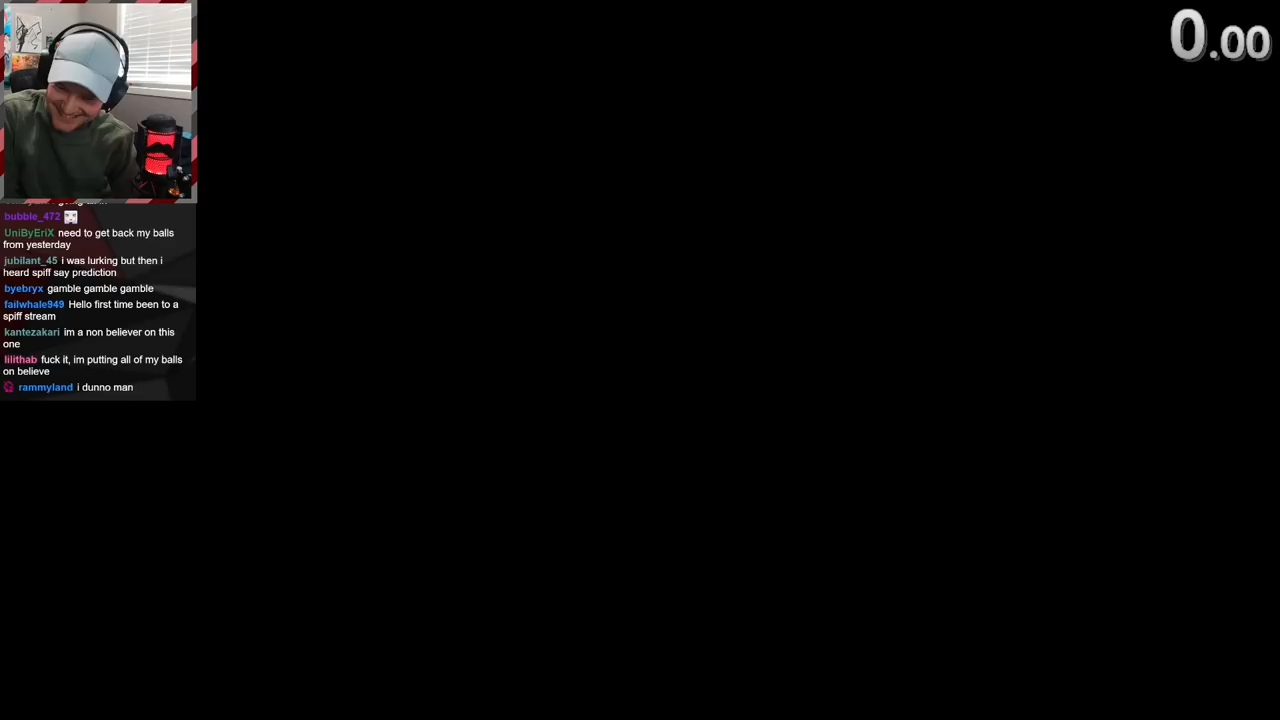 0.00
bubble_472
UniByEriX need to get back my balls
from yesterday
jubilant_45 i was lurking but then i
heard spiff say prediction
byebryx gamble gamble gamble
failwhale949 Hello first time been to a
spiff stream
kantezakari im a non believer on this
one
lilithab fuck it, im putting all of my balls
on believe
rammyland i dunno man